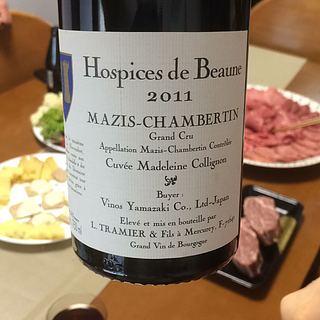 Hospices de Beaune
2011
MAZIS-CHAMBERTIN
Grand Cru
Appellation Mazis-Chambertin Contrôlée
Cuvée Madeleine Collignon
Buyer:
Vinos Yamazaki Co., Ltd-Japan
Elevé et mis en bouteille par
L. TRAMIER & Fils à Mercurey, F-71640
Grand Vin de Bourgogne